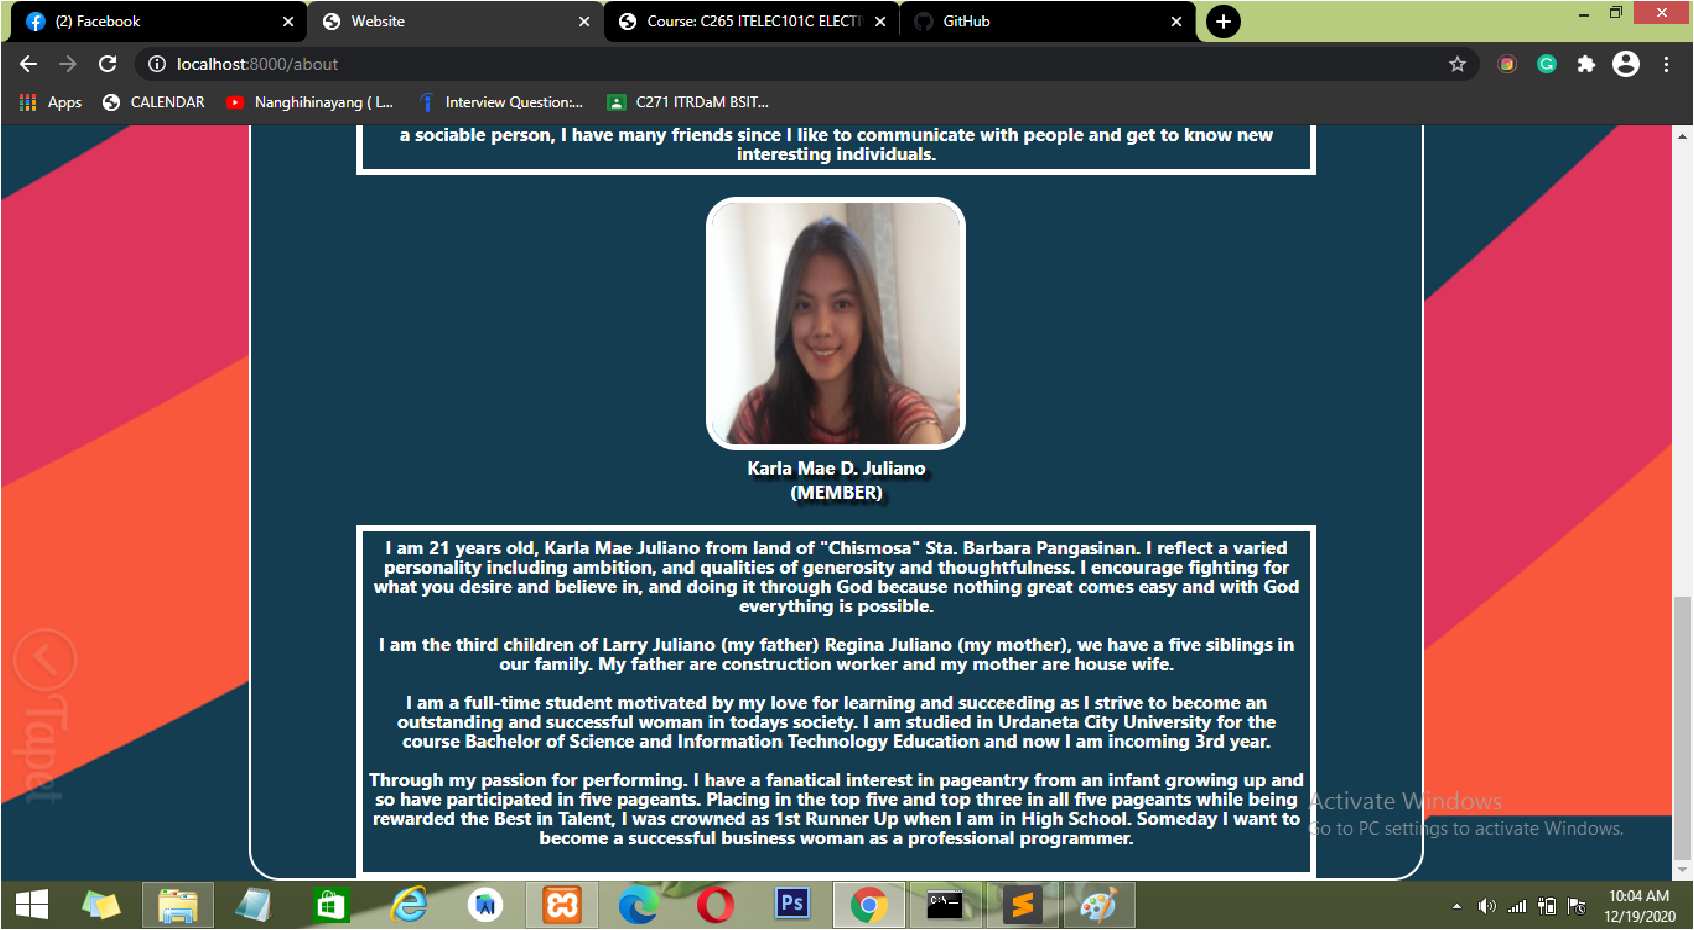 (2) Facebook
Website
Course: C265 ITELEC101C ELECTI
GitHub
localhost:8000/about
Apps
CALENDAR
Nanghihinayang ( L...
Interview Question:...
C271 ITRDaM BSIT...
a sociable person, I have many friends since I like to communicate with people and get to know new
interesting individuals.
Karla Mae D. Juliano
(MEMBER)
I am 21 years old, Karla Mae Juliano from land of "Chismosa" Sta. Barbara Pangasinan. I reflect a varied
personality including ambition, and qualities of generosity and thoughtfulness. I encourage fighting for
what you desire and believe in, and doing it through God because nothing great comes easy and with God
everything is possible.
I am the third children of Larry Juliano (my father) Regina Juliano (my mother), we have a five siblings in
our family. My father are construction worker and my mother are house wife.
I am a full-time student motivated by my love for learning and succeeding as I strive to become an
outstanding and successful woman in todays society. I am studied in Urdaneta City University for the
course Bachelor of Science and Information Technology Education and now I am incoming 3rd year.
Through my passion for performing. I have a fanatical interest in pageantry from an infant growing up and
so have participated in five pageants. Placing in the top five and top three in all five pageants while being
rewarded the Best in Talent, I was crowned as 1st Runner Up when I am in High School. Someday I want to
become a successful business woman as a professional programmer.
Tapet
Activate Windows
Go to PC settings to activate Windows.
Ps
10:04 AM
12/19/2020